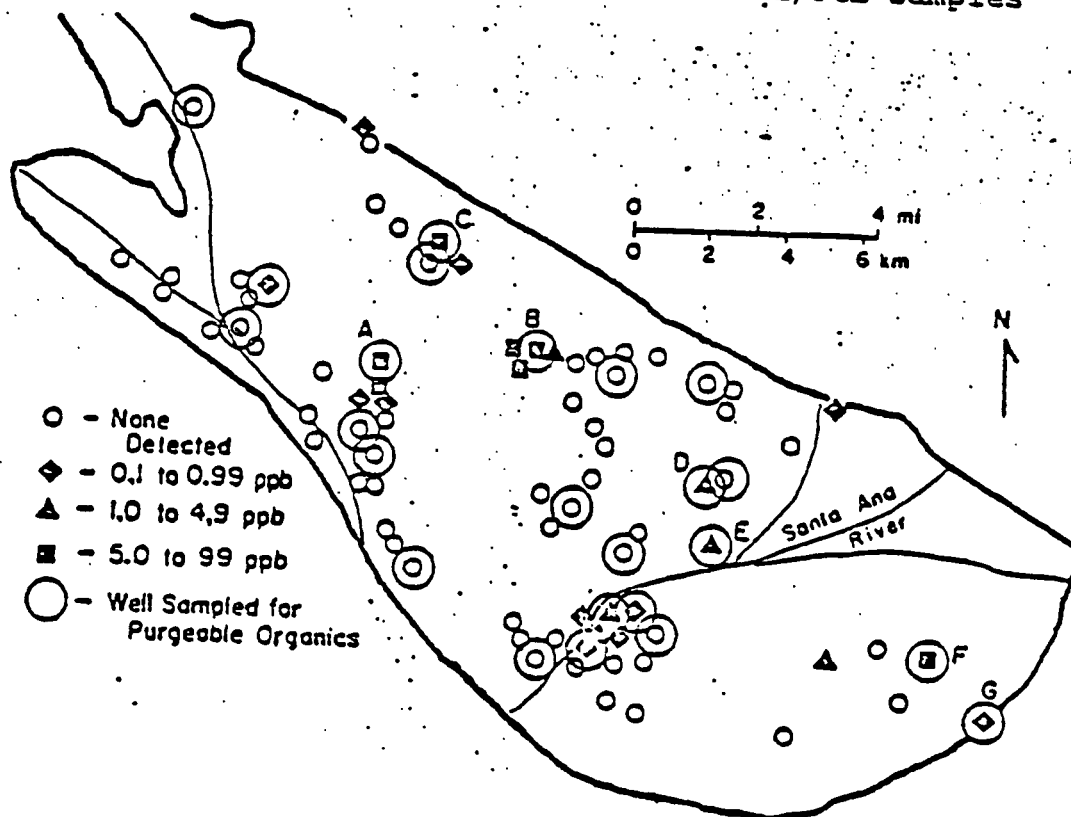 Samples
C
0 2 4 mi
0 2 4 6 km
A
B
N
○ - None
Detected
- 0.1 to 0.99 ppb
- 1.0 to 4.9 ppb
- 5.0 to 99 ppb
- Well Sampled for
Purgeable Organics
D
E
Santa Ana
River
F
G